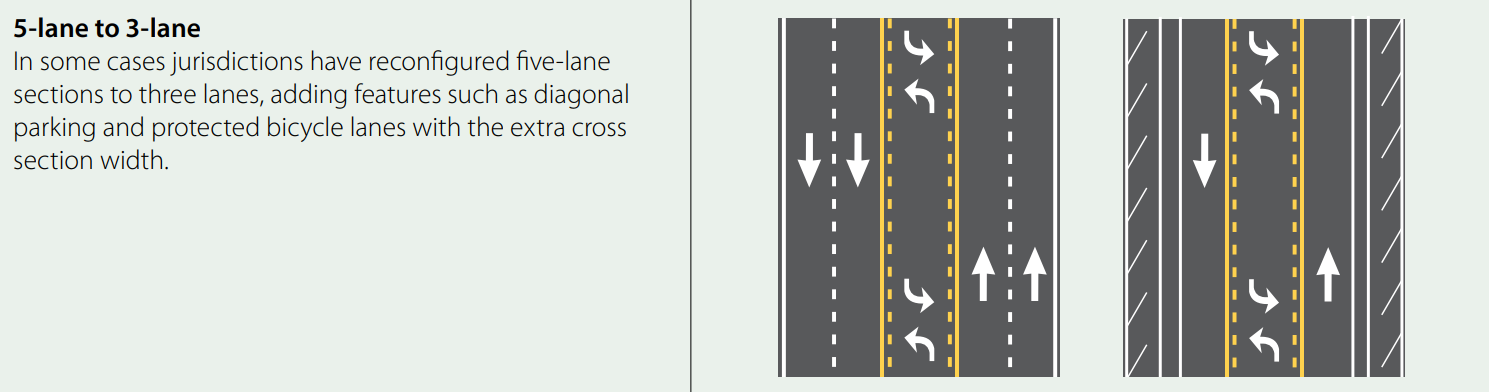 5-lane to 3-lane
In some cases jurisdictions have reconfigured five-lane
sections to three lanes, adding features such as diagonal
parking and protected bicycle lanes with the extra cross
section width.